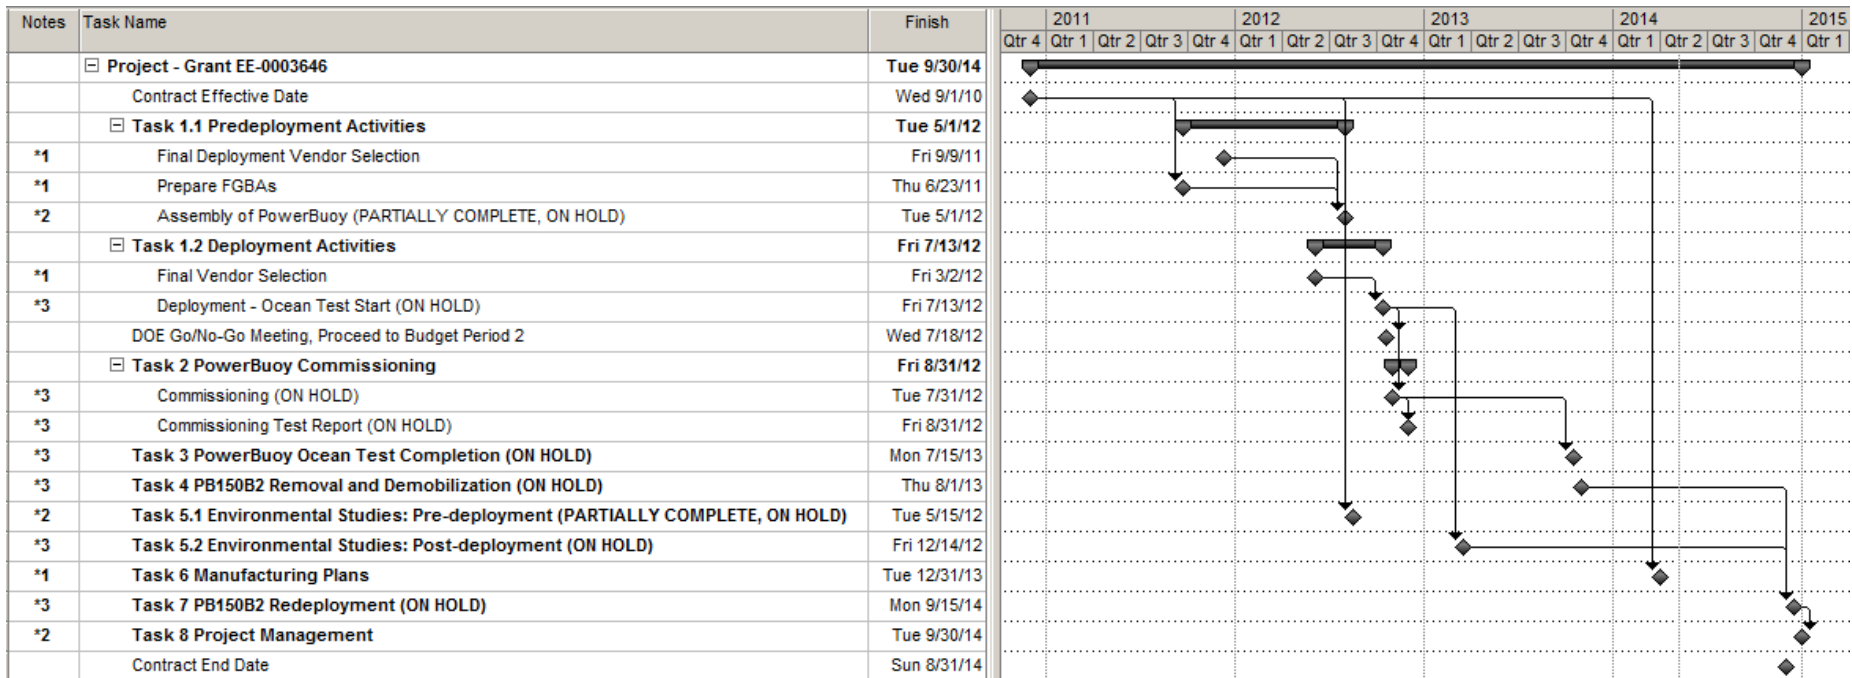 Notes Task Name Finish 2011 2012 2013 2014 2015
Qtr 4 Qtr 1 Qtr 2 Qtr 3 Qtr 4 Qtr 1 Qtr 2 Qtr 3 Qtr 4 Qtr 1 Qtr 2 Qtr 3 Qtr 4 Qtr 1 Qtr 2 Qtr 3 Qtr 4 Qtr 1
Project - Grant EE-0003646 Tue 9/30/14
Contract Effective Date Wed 9/1/10
Task 1.1 Predeployment Activities Tue 5/1/12
*1 Final Deployment Vendor Selection Fri 9/9/11
*1 Prepare FGBAs Thu 6/23/11
*2 Assembly of PowerBuoy (PARTIALLY COMPLETE, ON HOLD) Tue 5/1/12
Task 1.2 Deployment Activities Fri 7/13/12
*1 Final Vendor Selection Fri 3/2/12
*3 Deployment - Ocean Test Start (ON HOLD) Fri 7/13/12
DOE Go/No-Go Meeting, Proceed to Budget Period 2 Wed 7/18/12
Task 2 PowerBuoy Commissioning Fri 8/31/12
*3 Commissioning (ON HOLD) Tue 7/31/12
*3 Commissioning Test Report (ON HOLD) Fri 8/31/12
*3 Task 3 PowerBuoy Ocean Test Completion (ON HOLD) Mon 7/15/13
*3 Task 4 PB150B2 Removal and Demobilization (ON HOLD) Thu 8/1/13
*2 Task 5.1 Environmental Studies: Pre-deployment (PARTIALLY COMPLETE, ON HOLD) Tue 5/15/12
*3 Task 5.2 Environmental Studies: Post-deployment (ON HOLD) Fri 12/14/12
*1 Task 6 Manufacturing Plans Tue 12/31/13
*3 Task 7 PB150B2 Redeployment (ON HOLD) Mon 9/15/14
*2 Task 8 Project Management Tue 9/30/14
Contract End Date Sun 8/31/14